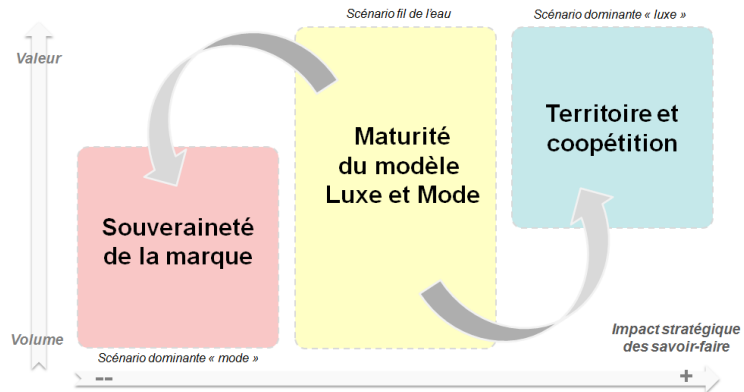 Scénario fil de l'eau
Scénario dominante « luxe »
Valeur
Territoire et
coopétition
Maturité
du modèle
Luxe et Mode
Souveraineté
de la marque
Volume
Impact stratégique
des savoir-faire
Scénario dominante « mode »
--
+